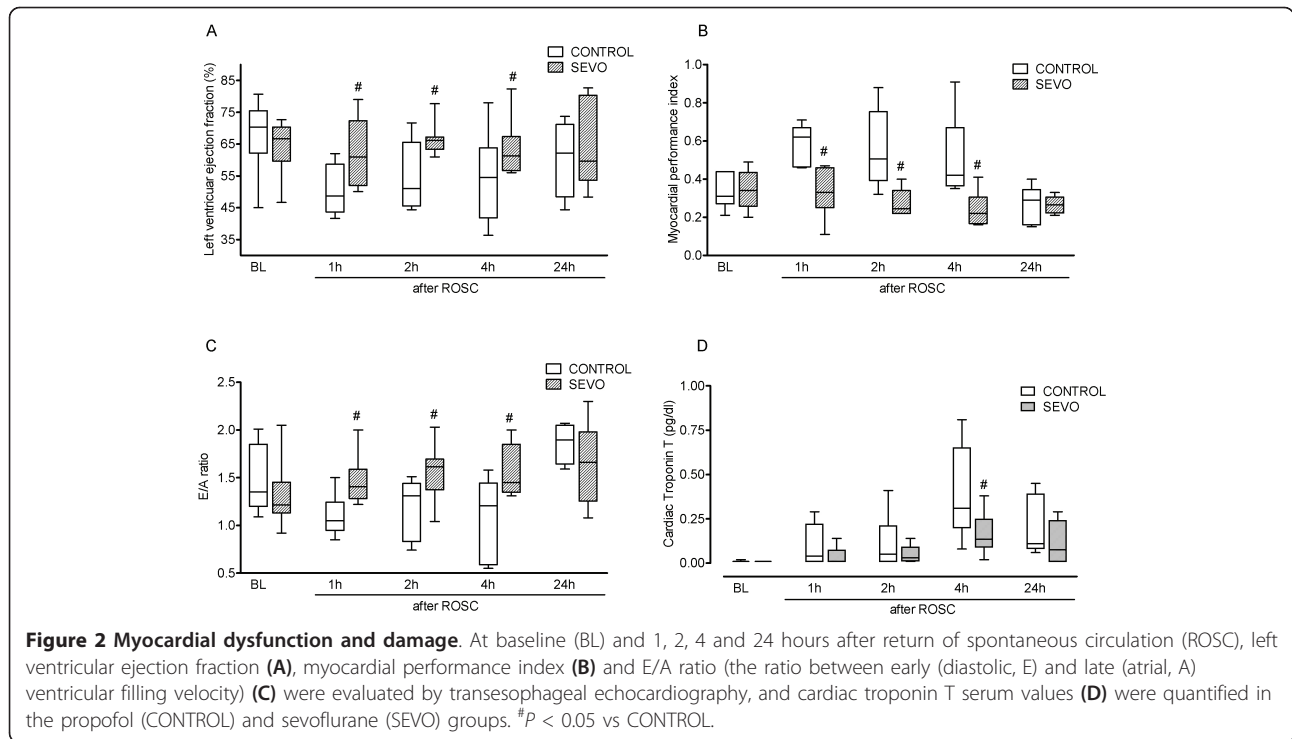 A
CONTROL
SEVO
Left ventricular ejection fraction (%)
85
75
65
55
45
35
#
#
#
BL
1h
2h
4h
24h
after ROSC
B
CONTROL
SEVO
Myocardial performance index
1.0
0.8
0.6
0.4
0.2
0.0
#
#
#
BL
1h
2h
4h
24h
after ROSC
C
CONTROL
SEVO
E/A ratio
2.5
2.0
1.5
1.0
0.5
#
#
#
BL
1h
2h
4h
24h
after ROSC
D
CONTROL
SEVO
Cardiac Troponin T (pg/dl)
1.00
0.75
0.50
0.25
0.00
#
BL
1h
2h
4h
24h
after ROSC
Figure 2 Myocardial dysfunction and damage. At baseline (BL) and 1, 2, 4 and 24 hours after return of spontaneous circulation (ROSC), left
ventricular ejection fraction (A), myocardial performance index (B) and E/A ratio (the ratio between early (diastolic, E) and late (atrial, A)
ventricular filling velocity) (C) were evaluated by transesophageal echocardiography, and cardiac troponin T serum values (D) were quantified in
the propofol (CONTROL) and sevoflurane (SEVO) groups. #P < 0.05 vs CONTROL.